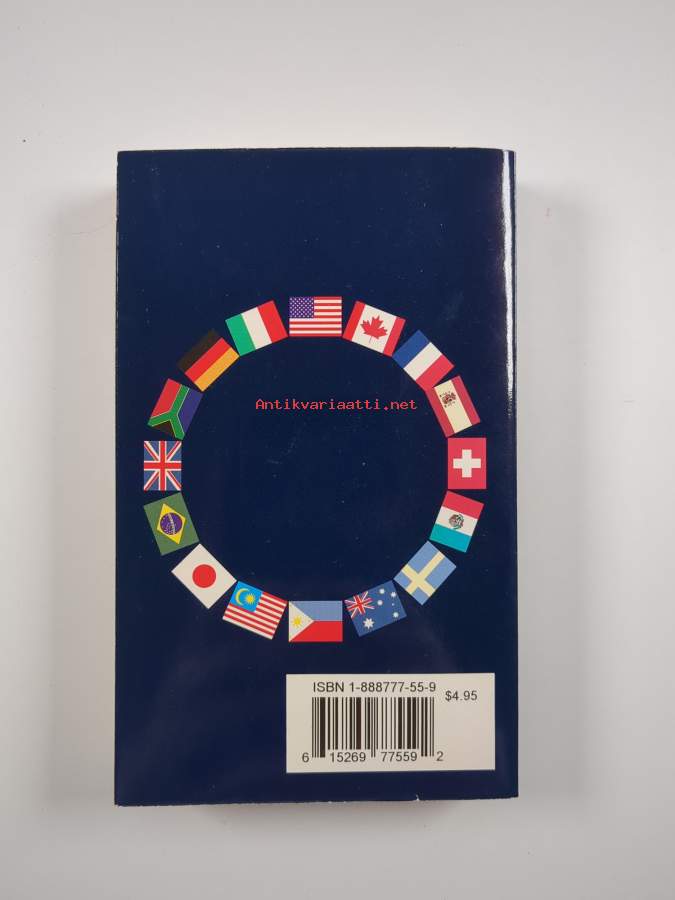 Antikvariaatti.net
ISBN 1-888777-55-9
$4.95
6 15269 77559 2